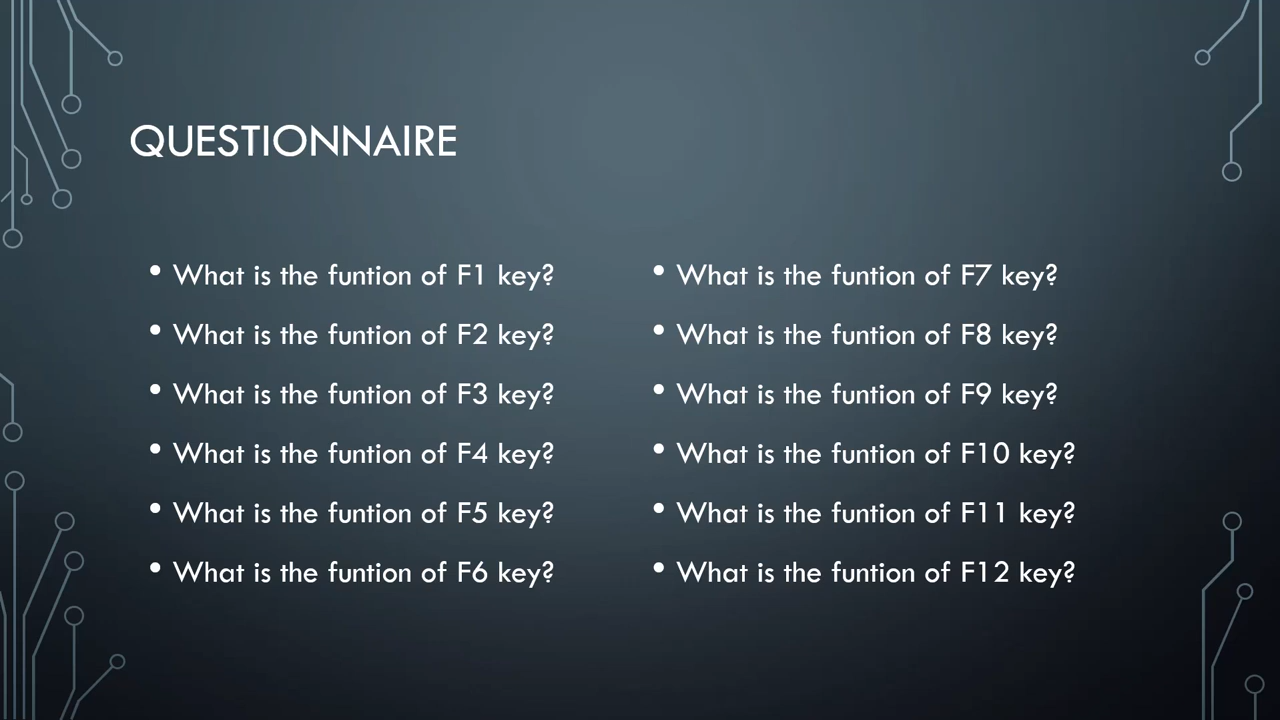 QUESTIONNAIRE
• What is the funtion of F1 key?
• What is the funtion of F2 key?
• What is the funtion of F3 key?
• What is the funtion of F4 key?
• What is the funtion of F5 key?
• What is the funtion of F6 key?
• What is the funtion of F7 key?
• What is the funtion of F8 key?
• What is the funtion of F9 key?
• What is the funtion of F10 key?
• What is the funtion of F11 key?
• What is the funtion of F12 key?